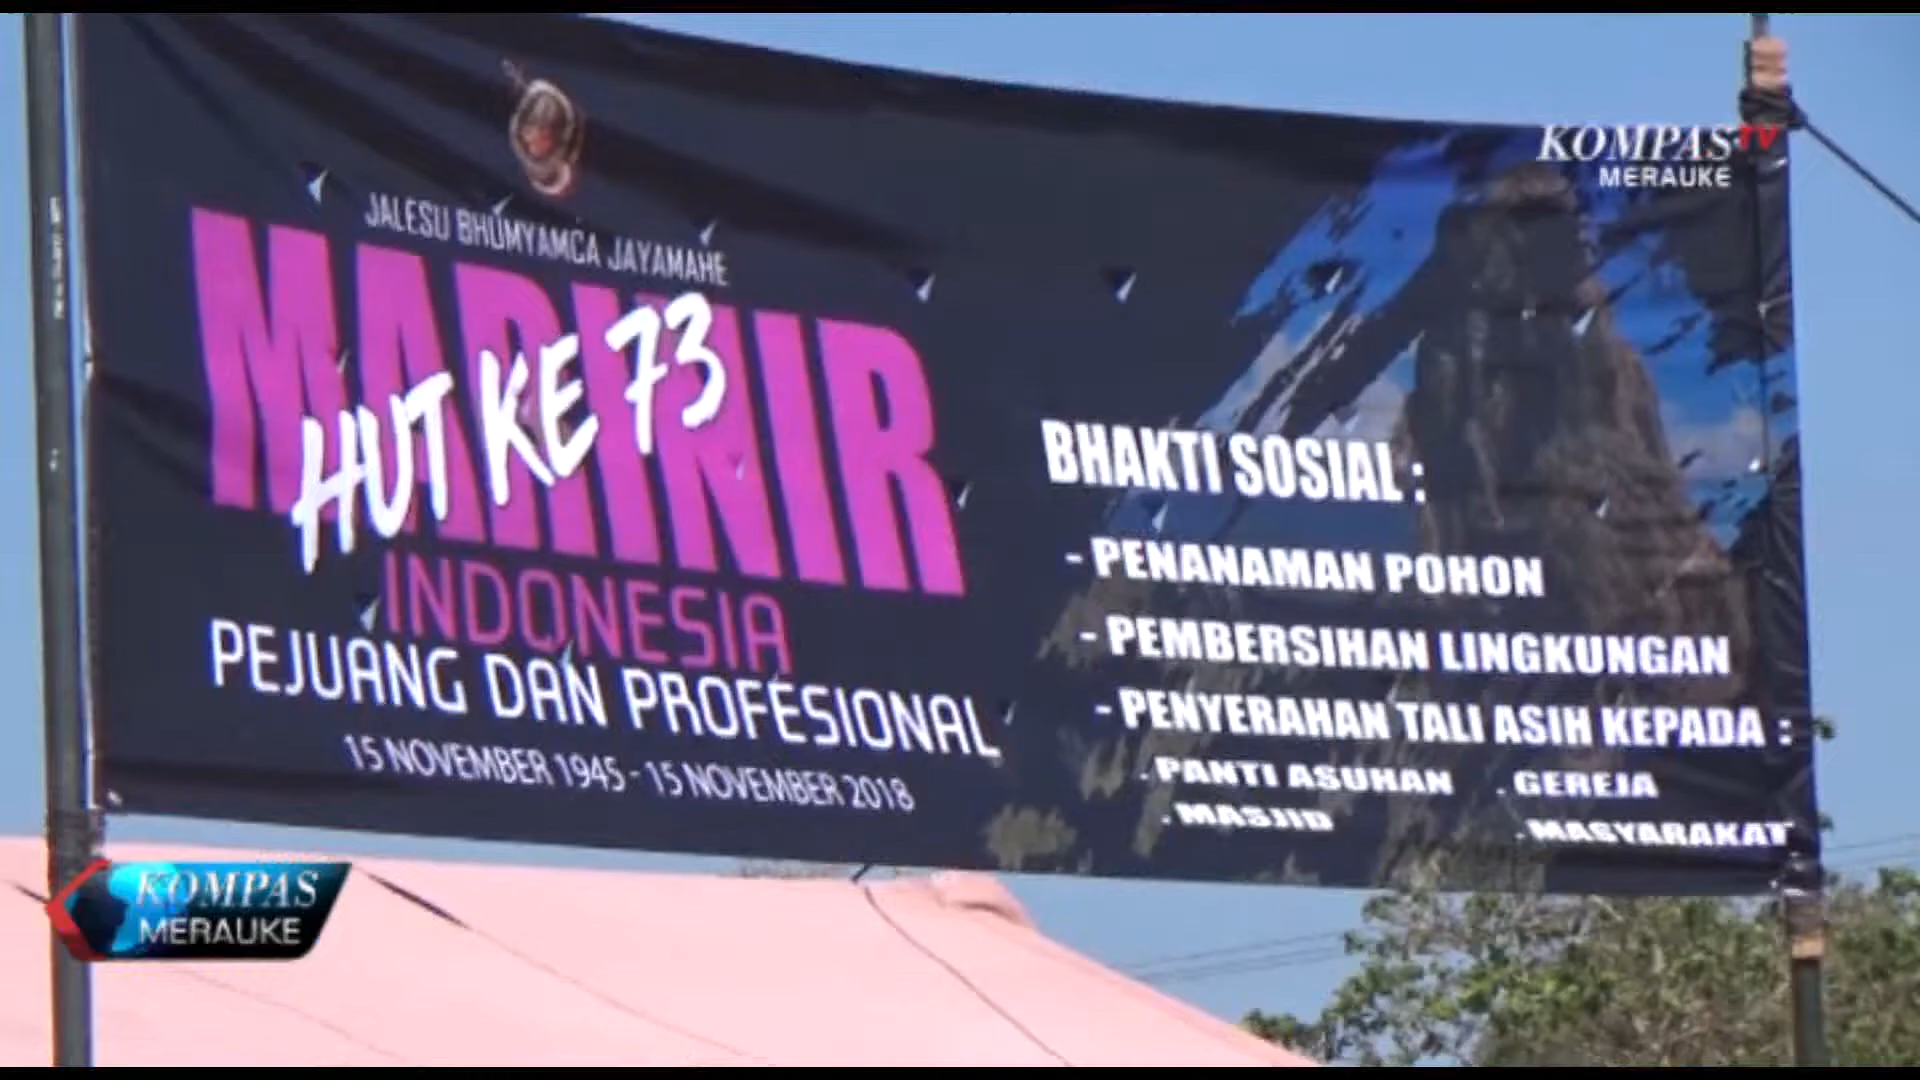 KOMPAS TV
MERAUKE
JALESU BHUMYAMCA JAYAMAHE
MARINIR
HUT KE 73
INDONESIA
PEJUANG DAN PROFESIONAL
15 NOVEMBER 1945 - 15 NOVEMBER 2018
BHAKTI SOSIAL :
- PENANAMAN POHON
- PEMBERSIHAN LINGKUNGAN
- PENYERAHAN TALI ASIH KEPADA :
. PANTI ASUHAN . GEREJA
. MASJID . MASYARAKAT
KOMPAS
MERAUKE